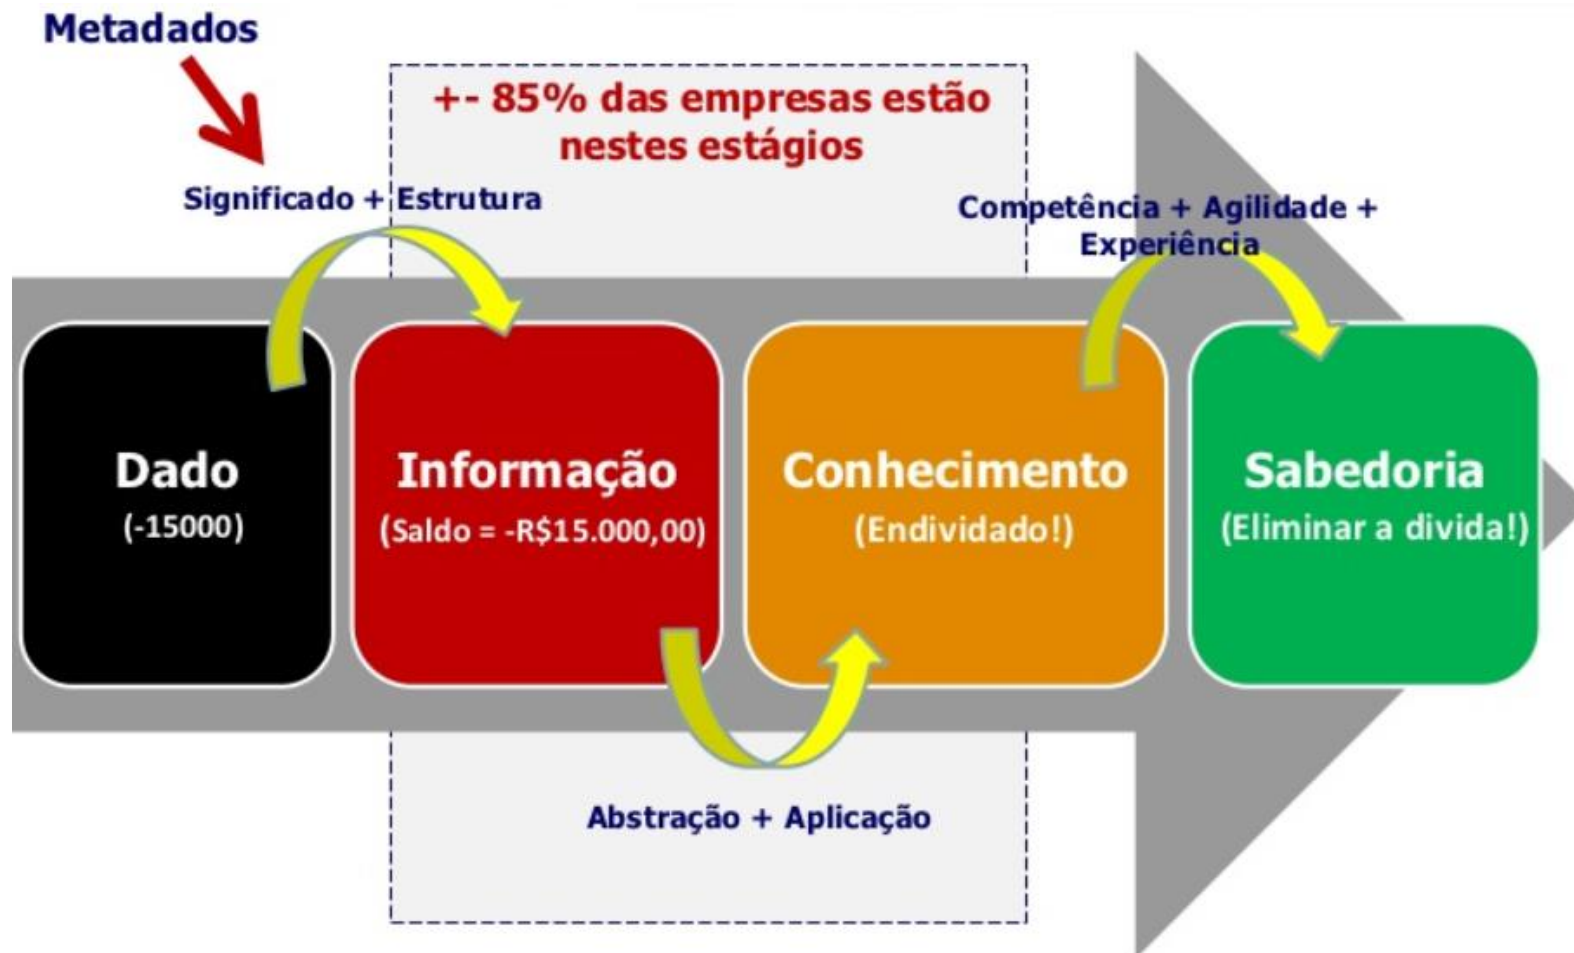 Metadados
+- 85% das empresas estão
nestes estágios
Significado + Estrutura
Competência + Agilidade +
Experiência
Dado
(-15000)
Informação
(Saldo = -R$15.000,00)
Conhecimento
(Endividado!)
Sabedoria
(Eliminar a divida!)
Abstração + Aplicação